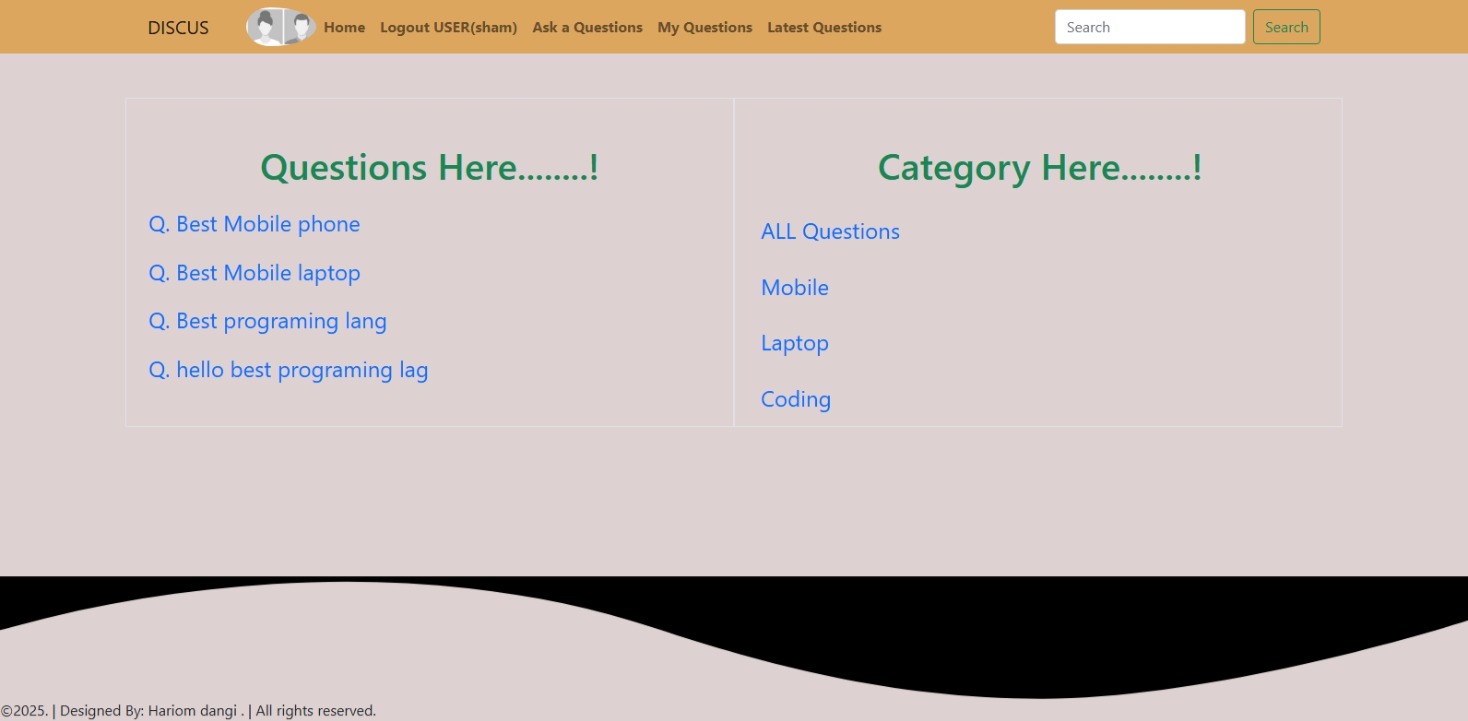 DISCUS Home Logout USER(sham) Ask a Questions My Questions Latest Questions Search Search
Questions Here........!
Q. Best Mobile phone
Q. Best Mobile laptop
Q. Best programing lang
Q. hello best programing lag
Category Here........!
ALL Questions
Mobile
Laptop
Coding
©2025. | Designed By: Hariom dangi . | All rights reserved.